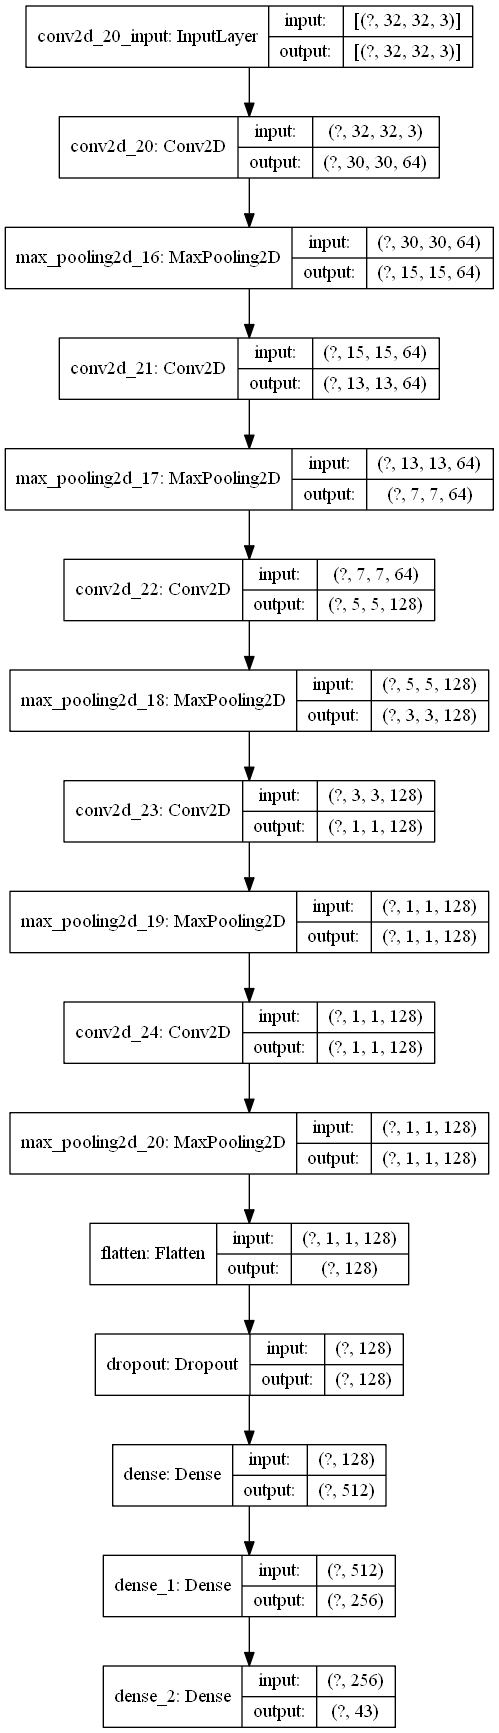 conv2d_20_input: InputLayer
input: [(?, 32, 32, 3)]
output: [(?, 32, 32, 3)]
conv2d_20: Conv2D
input: (?, 32, 32, 3)
output: (?, 30, 30, 64)
max_pooling2d_16: MaxPooling2D
input: (?, 30, 30, 64)
output: (?, 15, 15, 64)
conv2d_21: Conv2D
input: (?, 15, 15, 64)
output: (?, 13, 13, 64)
max_pooling2d_17: MaxPooling2D
input: (?, 13, 13, 64)
output: (?, 7, 7, 64)
conv2d_22: Conv2D
input: (?, 7, 7, 64)
output: (?, 5, 5, 128)
max_pooling2d_18: MaxPooling2D
input: (?, 5, 5, 128)
output: (?, 3, 3, 128)
conv2d_23: Conv2D
input: (?, 3, 3, 128)
output: (?, 1, 1, 128)
max_pooling2d_19: MaxPooling2D
input: (?, 1, 1, 128)
output: (?, 1, 1, 128)
conv2d_24: Conv2D
input: (?, 1, 1, 128)
output: (?, 1, 1, 128)
max_pooling2d_20: MaxPooling2D
input: (?, 1, 1, 128)
output: (?, 1, 1, 128)
flatten: Flatten
input: (?, 1, 1, 128)
output: (?, 128)
dropout: Dropout
input: (?, 128)
output: (?, 128)
dense: Dense
input: (?, 128)
output: (?, 512)
dense_1: Dense
input: (?, 512)
output: (?, 256)
dense_2: Dense
input: (?, 256)
output: (?, 43)